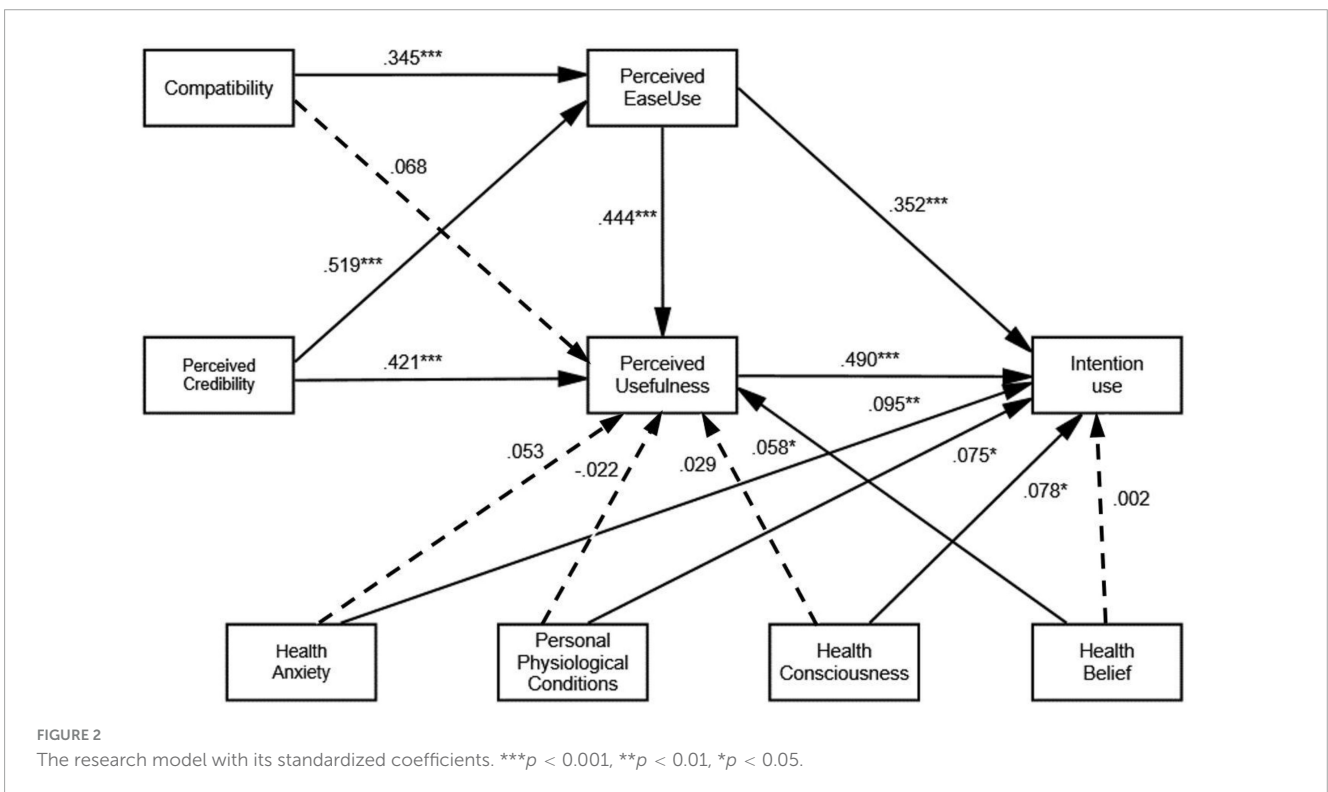 .345***
Compatibility
Perceived
EaseUse
.068
.444***
.352***
.519***
Perceived
Credibility
.421***
Perceived
Usefulness
.490***
Intention
use
.095**
.053
-.022
.029
.058*
.075*
.078*
.002
Health
Anxiety
Personal
Physiological
Conditions
Health
Consciousness
Health
Belief
FIGURE 2
The research model with its standardized coefficients. ***p < 0.001, **p < 0.01, *p < 0.05.